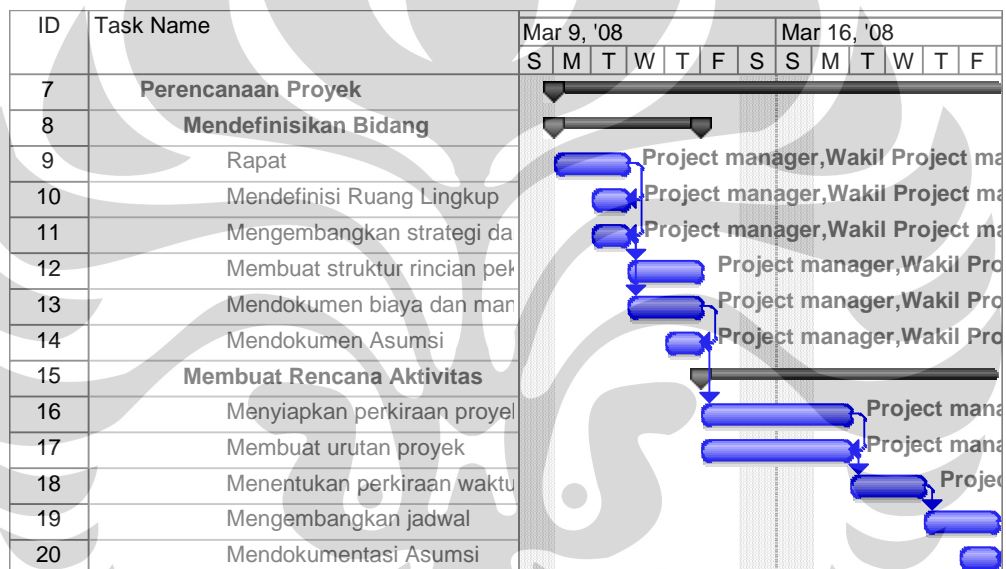 ID Task Name Mar 9, '08 Mar 16, '08
S M T W T F S S M T W T F
7 Perencanaan Proyek
8 Mendefinisikan Bidang
9 Rapat Project manager,Wakil Project ma
10 Mendefinisi Ruang Lingkup Project manager,Wakil Project ma
11 Mengembangkan strategi da Project manager,Wakil Project ma
12 Membuat struktur rincian pek Project manager,Wakil Pro
13 Mendokumen biaya dan man Project manager,Wakil Pro
14 Mendokumen Asumsi Project manager,Wakil Pro
15 Membuat Rencana Aktivitas
16 Menyiapkan perkiraan proyel Project mana
17 Membuat urutan proyek Project mana
18 Menentukan perkiraan waktu Projec
19 Mengembangkan jadwal
20 Mendokumentasi Asumsi